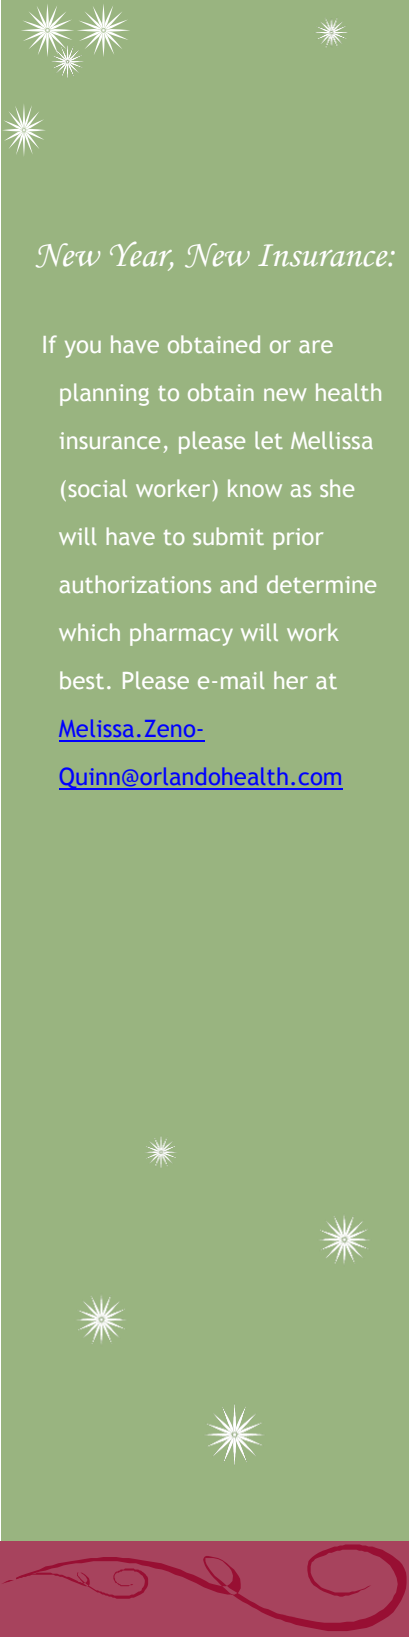 New Year, New Insurance:
If you have obtained or are
planning to obtain new health
insurance, please let Mellissa
(social worker) know as she
will have to submit prior
authorizations and determine
which pharmacy will work
best. Please e-mail her at
Melissa.Zeno-
Quinn@orlandohealth.com